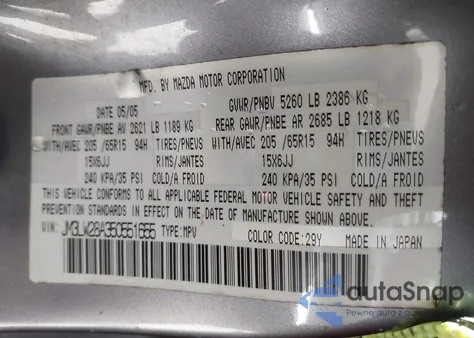 MFD. BY MAZDA MOTOR CORPORATION
DATE 05/05 GVWR/PNBV 5260 LB 2386 KG
FRONT GAWR/PNBE AV 2621 LB 1189 KG REAR GAWR/PNBE AR 2685 LB 1218 KG
WITH/AVEC 205 /65R15 94H TIRES/PNEUS WITH/AVEC 205 /65R15 94H TIRES/PNEUS
15X6JJ RIMS/JANTES 15X6JJ RIMS/JANTES
240 KPA/35 PSI COLD/A FROID 240 KPA/35 PSI COLD/A FROID
THIS VEHICLE CONFORMS TO ALL APPLICABLE FEDERAL MOTOR VEHICLE SAFETY AND THEFT
PREVENTION STANDARDS IN EFFECT ON THE DATE OF MANUFACTURE SHOWN ABOVE.
VIN: JM3LW28A350551655 TYPE:MPV COLOR CODE:29Y MADE IN JAPAN
autaSnap
Pewne auta z aukcji